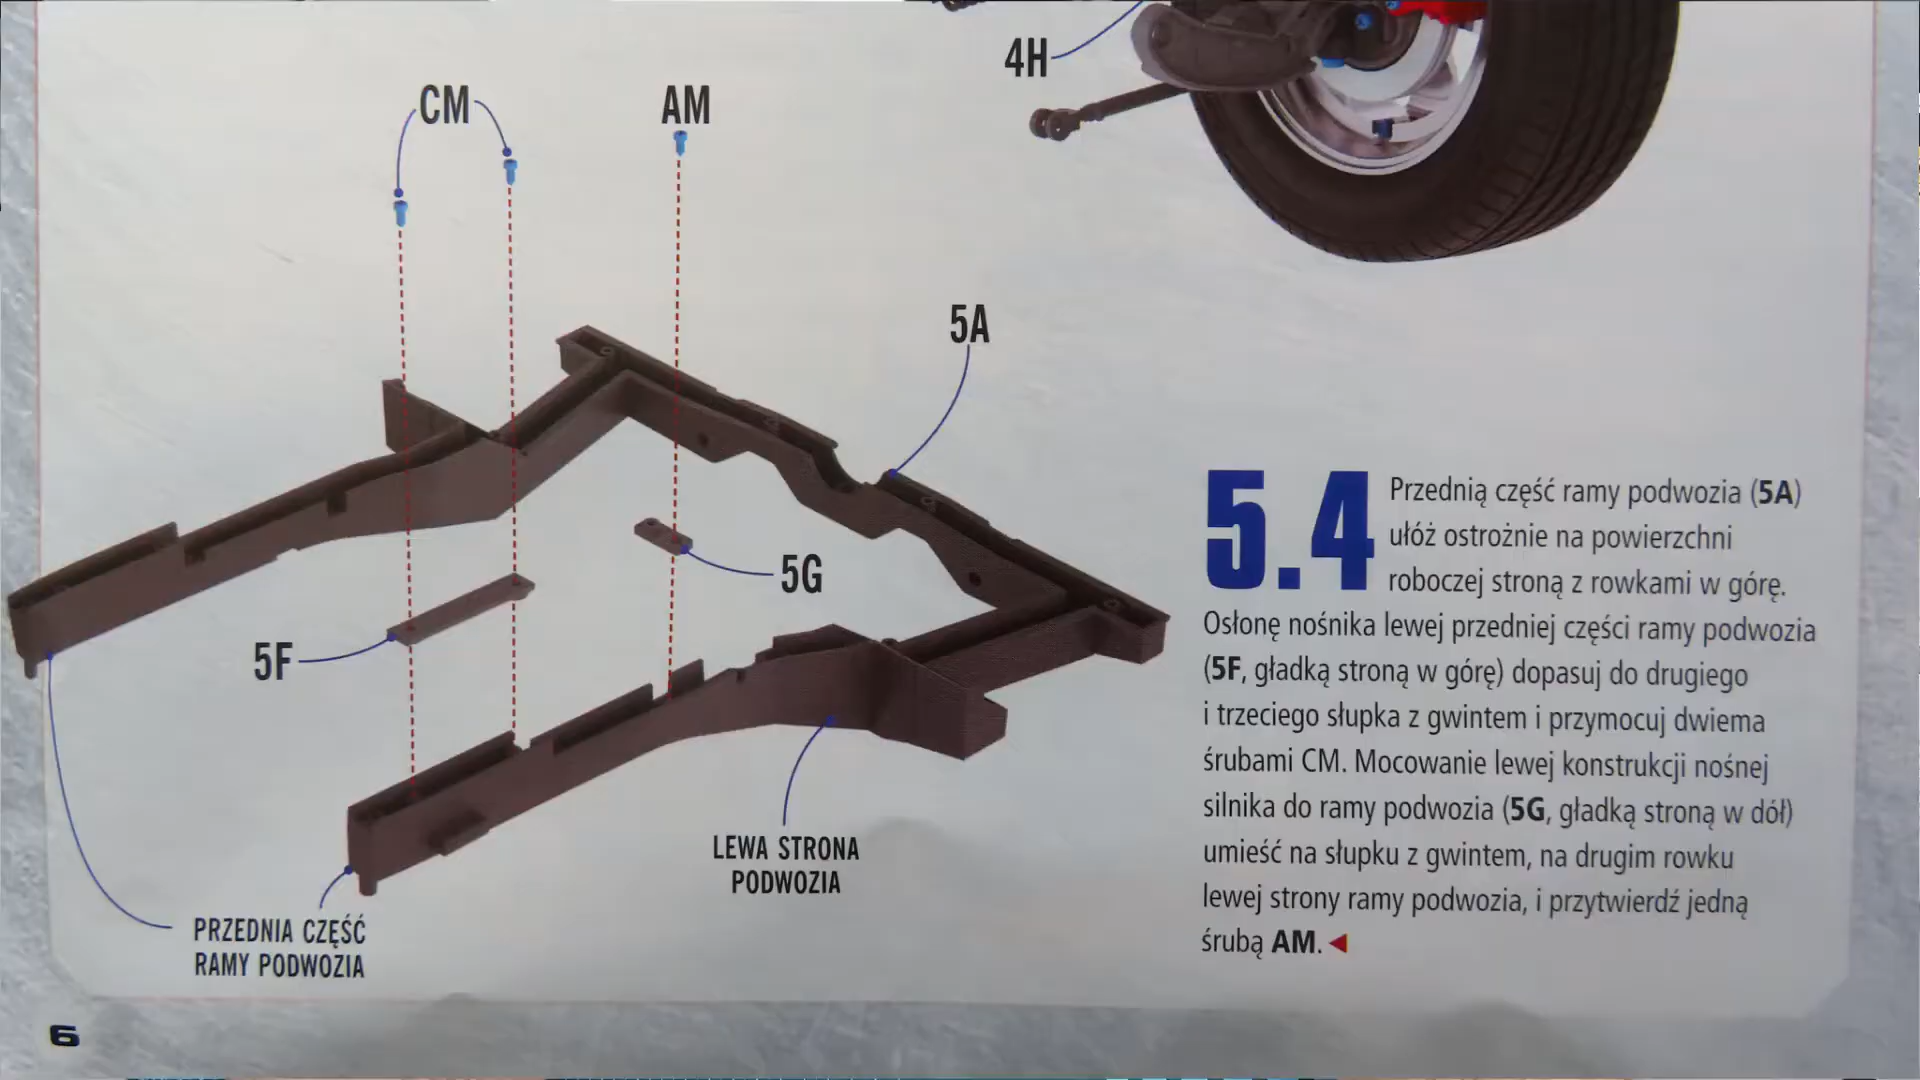 4H
CM
AM
5A
5G
5F
LEWA STRONA
PODWOZIA
PRZEDNIA CZĘŚĆ
RAMY PODWOZIA
5.4
Przednią część ramy podwozia (5A)
ułóż ostrożnie na powierzchni
roboczej stroną z rowkami w górę.
Osłonę nośnika lewej przedniej części ramy podwozia
(5F, gładką stroną w górę) dopasuj do drugiego
i trzeciego słupka z gwintem i przymocuj dwiema
śrubami CM. Mocowanie lewej konstrukcji nośnej
silnika do ramy podwozia (5G, gładką stroną w dół)
umieść na słupku z gwintem, na drugim rowku
lewej strony ramy podwozia, i przytwierdź jedną
śrubą AM.
6